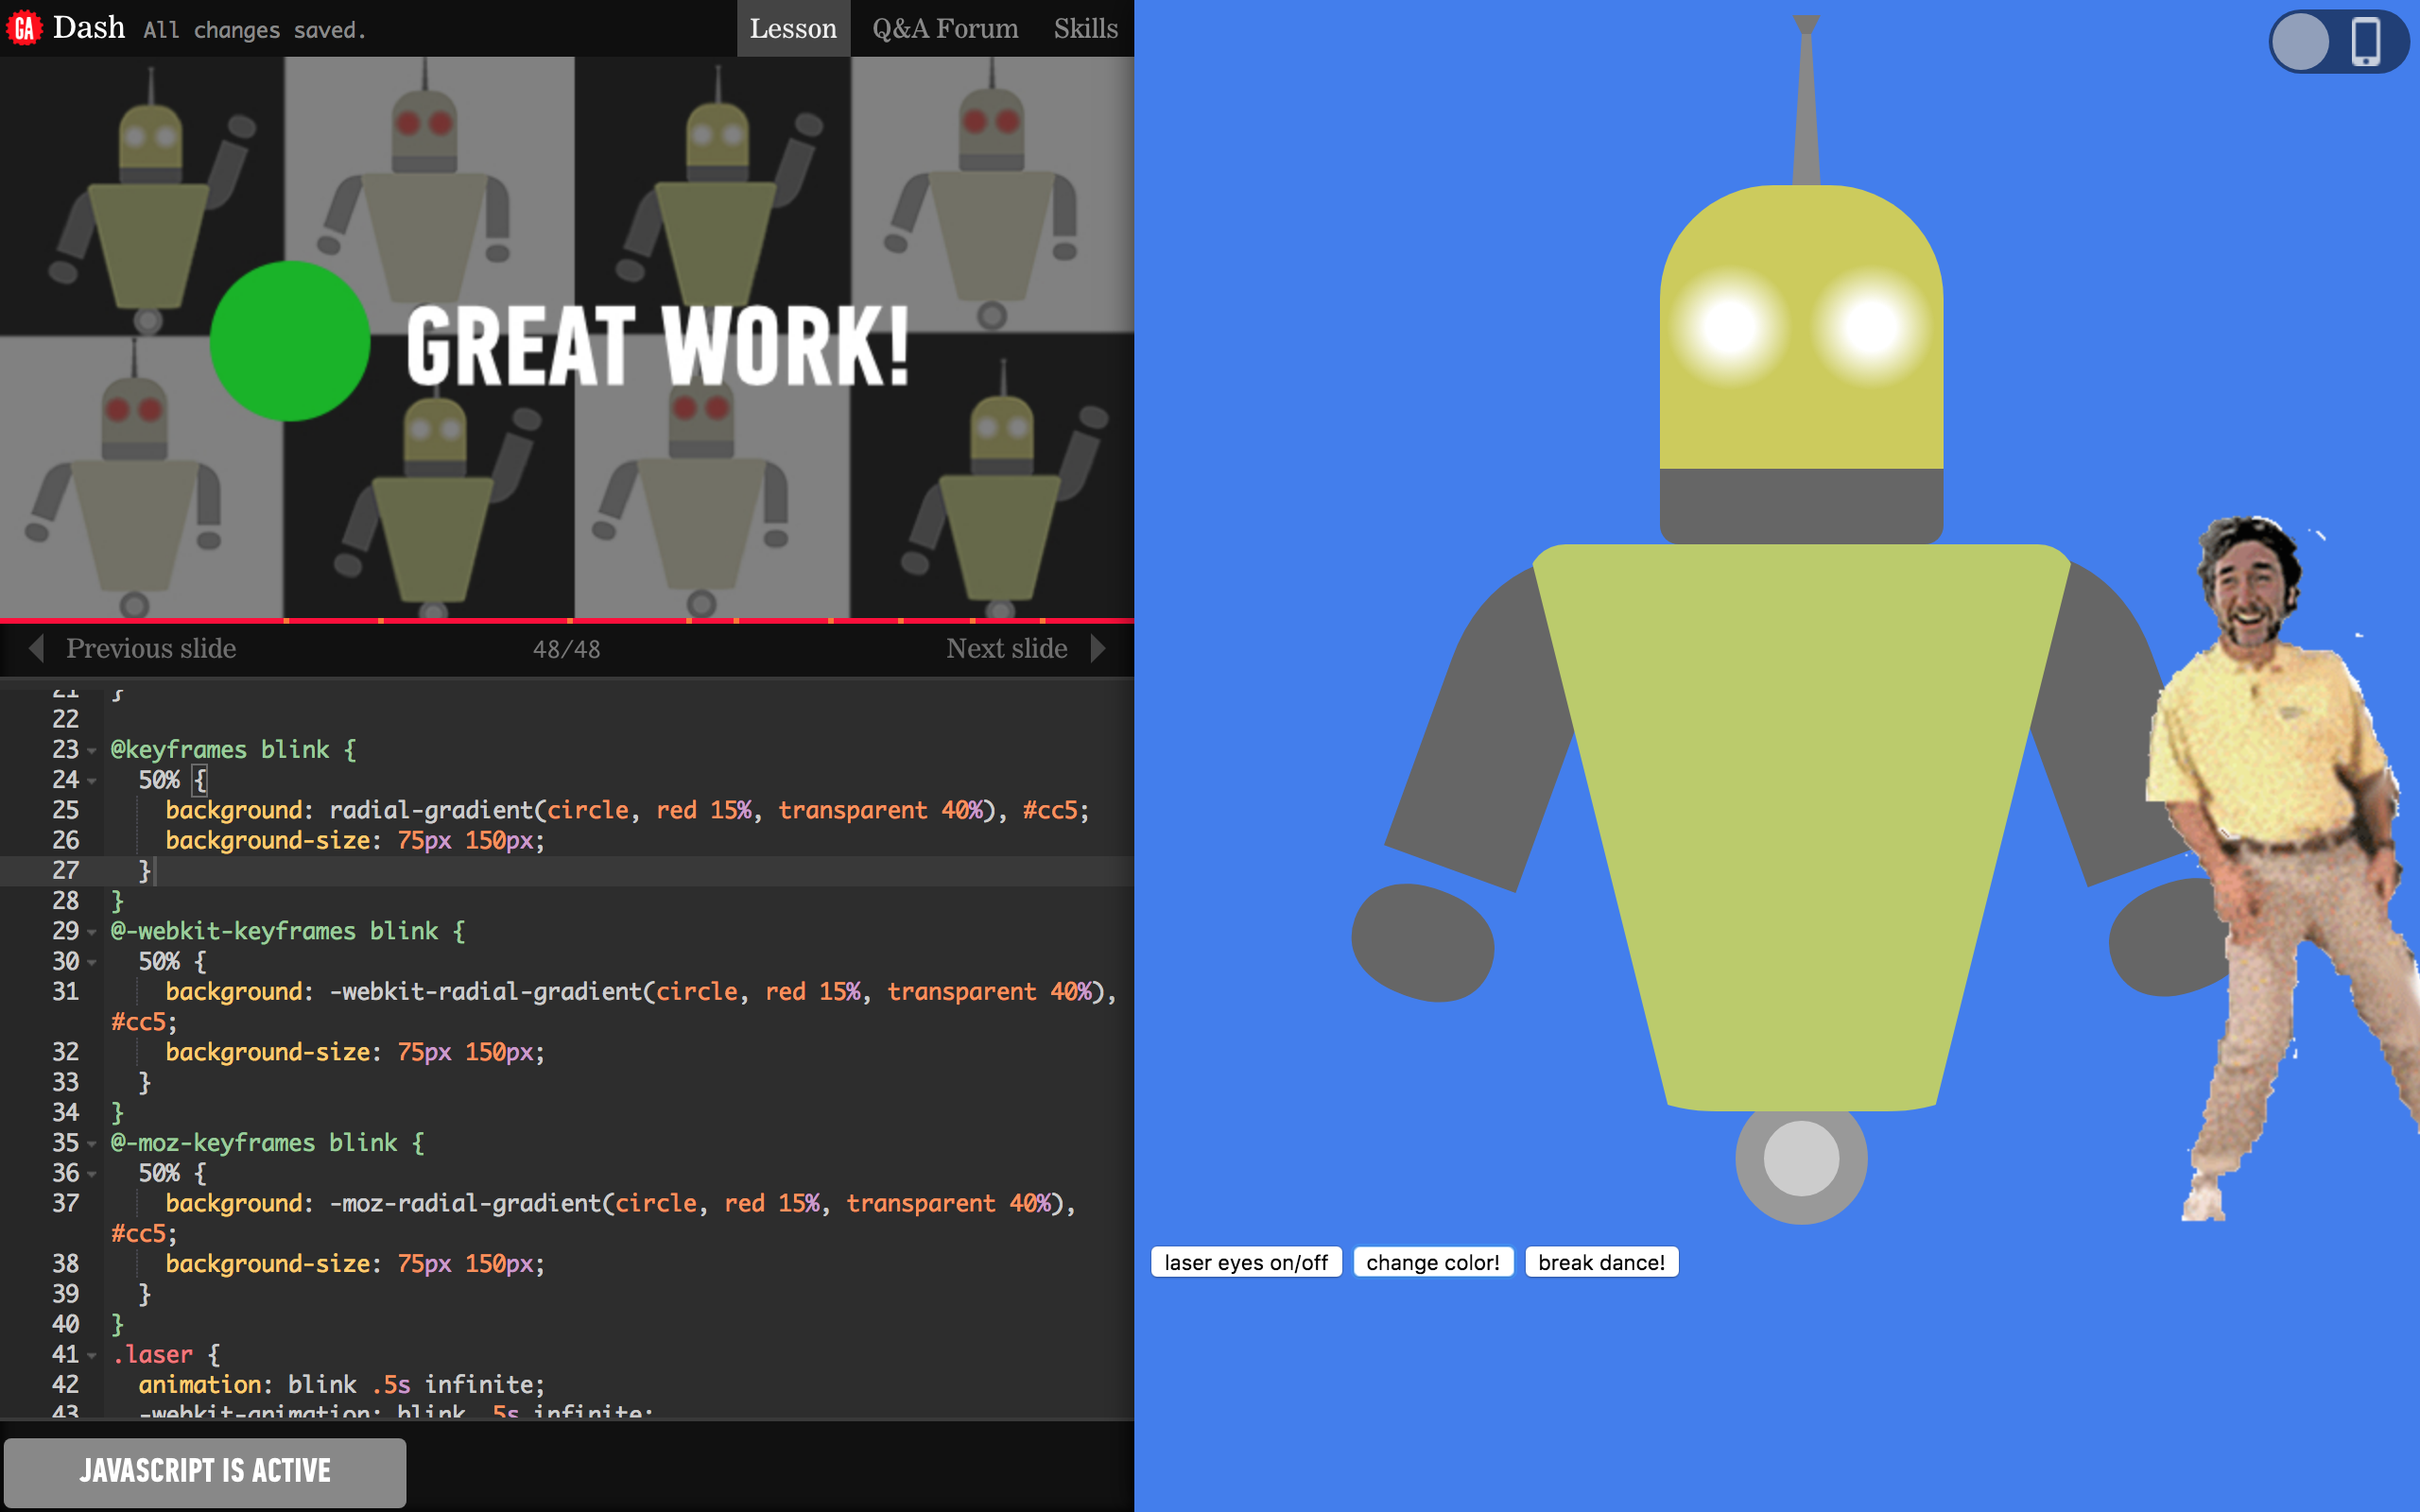 GA Dash All changes saved. Lesson Q&A Forum Skills
GREAT WORK!
Previous slide 48/48 Next slide
21 }
22
23 @keyframes blink {
24 50% {
25 background: radial-gradient(circle, red 15%, transparent 40%), #cc5;
26 background-size: 75px 150px;
27 }
28 }
29 @-webkit-keyframes blink {
30 50% {
31 background: -webkit-radial-gradient(circle, red 15%, transparent 40%),
#cc5;
32 background-size: 75px 150px;
33 }
34 }
35 @-moz-keyframes blink {
36 50% {
37 background: -moz-radial-gradient(circle, red 15%, transparent 40%),
#cc5;
38 background-size: 75px 150px;
39 }
40 }
41 .laser {
42 animation: blink .5s infinite;
43 -webkit-animation: blink .5s infinite;
JAVASCRIPT IS ACTIVE
laser eyes on/off change color! break dance!